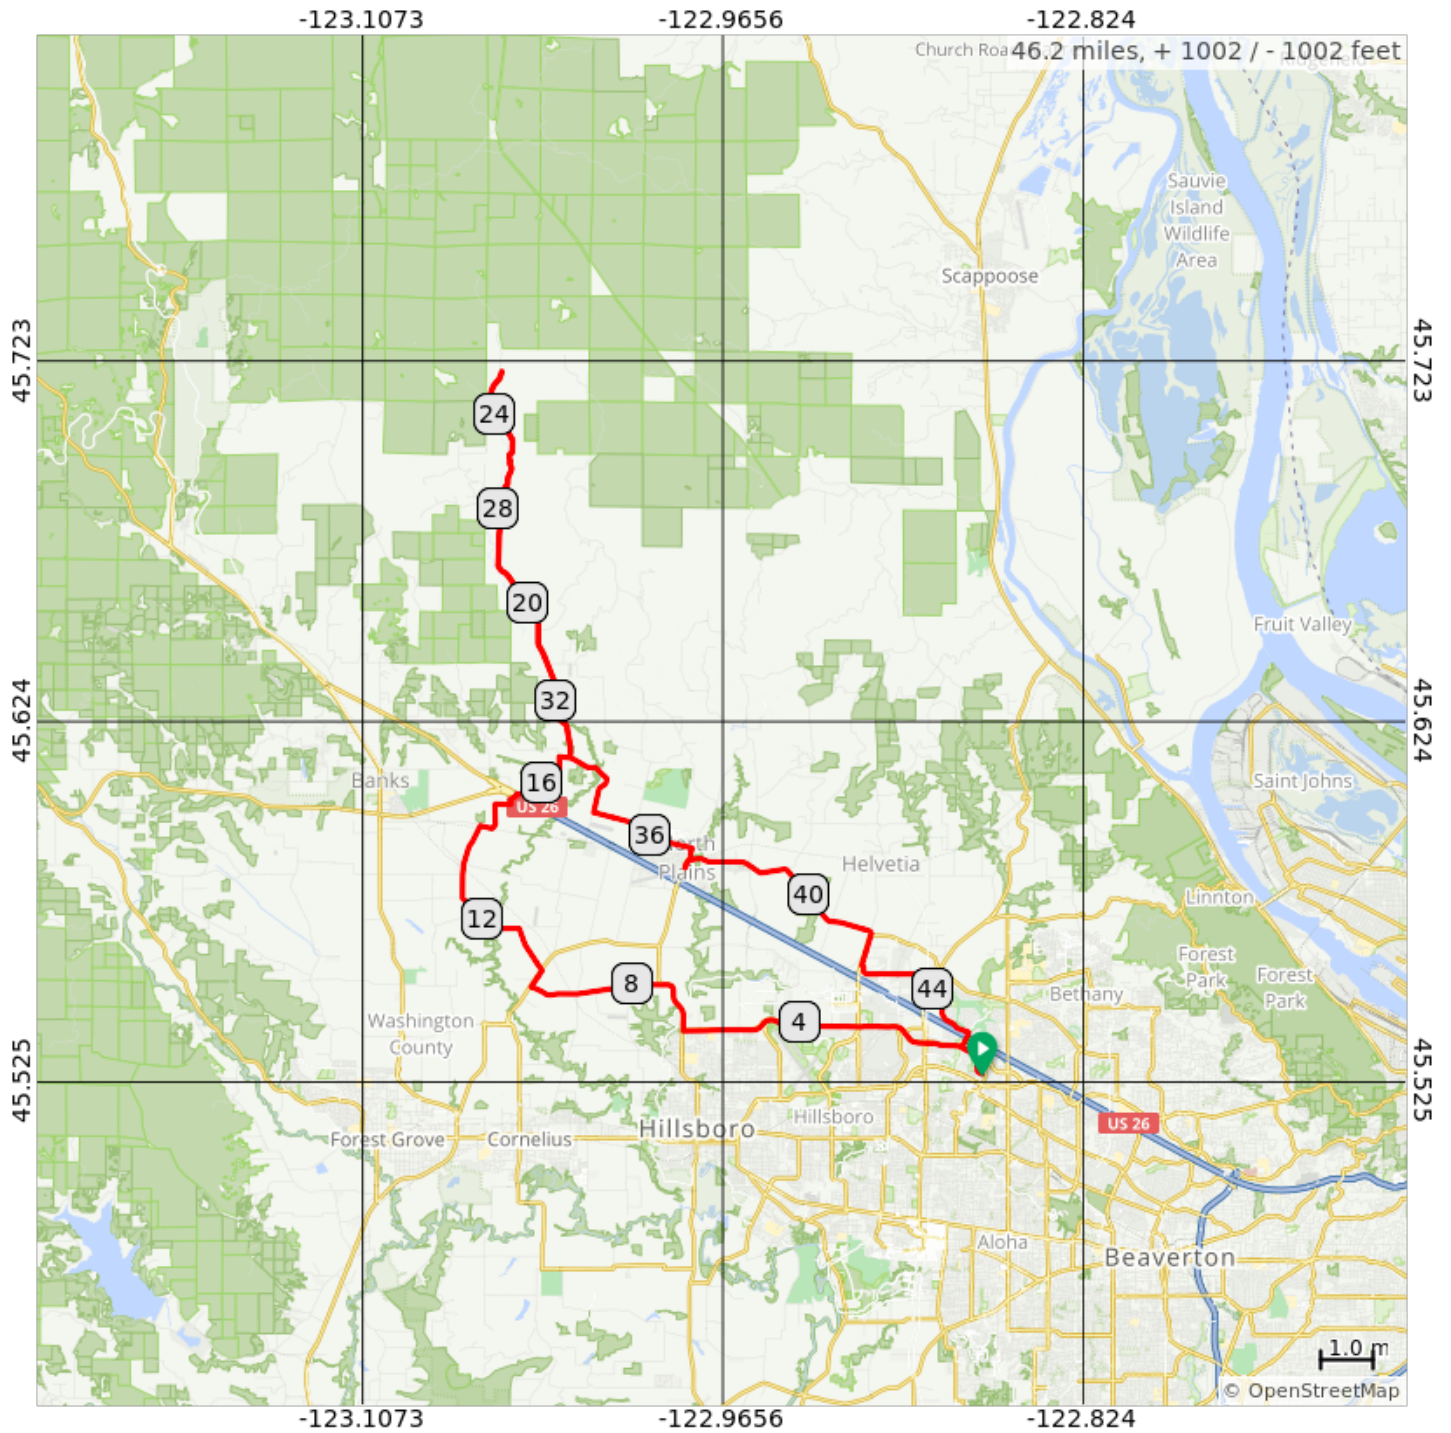 -123.1073
-122.9656
-122.824
Church Roa
46.2 miles, + 1002 / - 1002 feet
Sauvie
Island
Wildlife
Area
Scappoose
45.723
45.723
24
28
20
Fruit Valley
32
45.624
45.624
16
Banks
US 26
Saint Johns
36
orth
Plains
Helvetia
40
Linnton
12
Forest
Park
Forest
Park
8
44
Bethany
4
Washington
County
45.525
45.525
Hillsboro
Hillsboro
US 26
Forest Grove
Cornelius
Aloha
Beaverton
1.0 m
© OpenStreetMap
-123.1073
-122.9656
-122.824